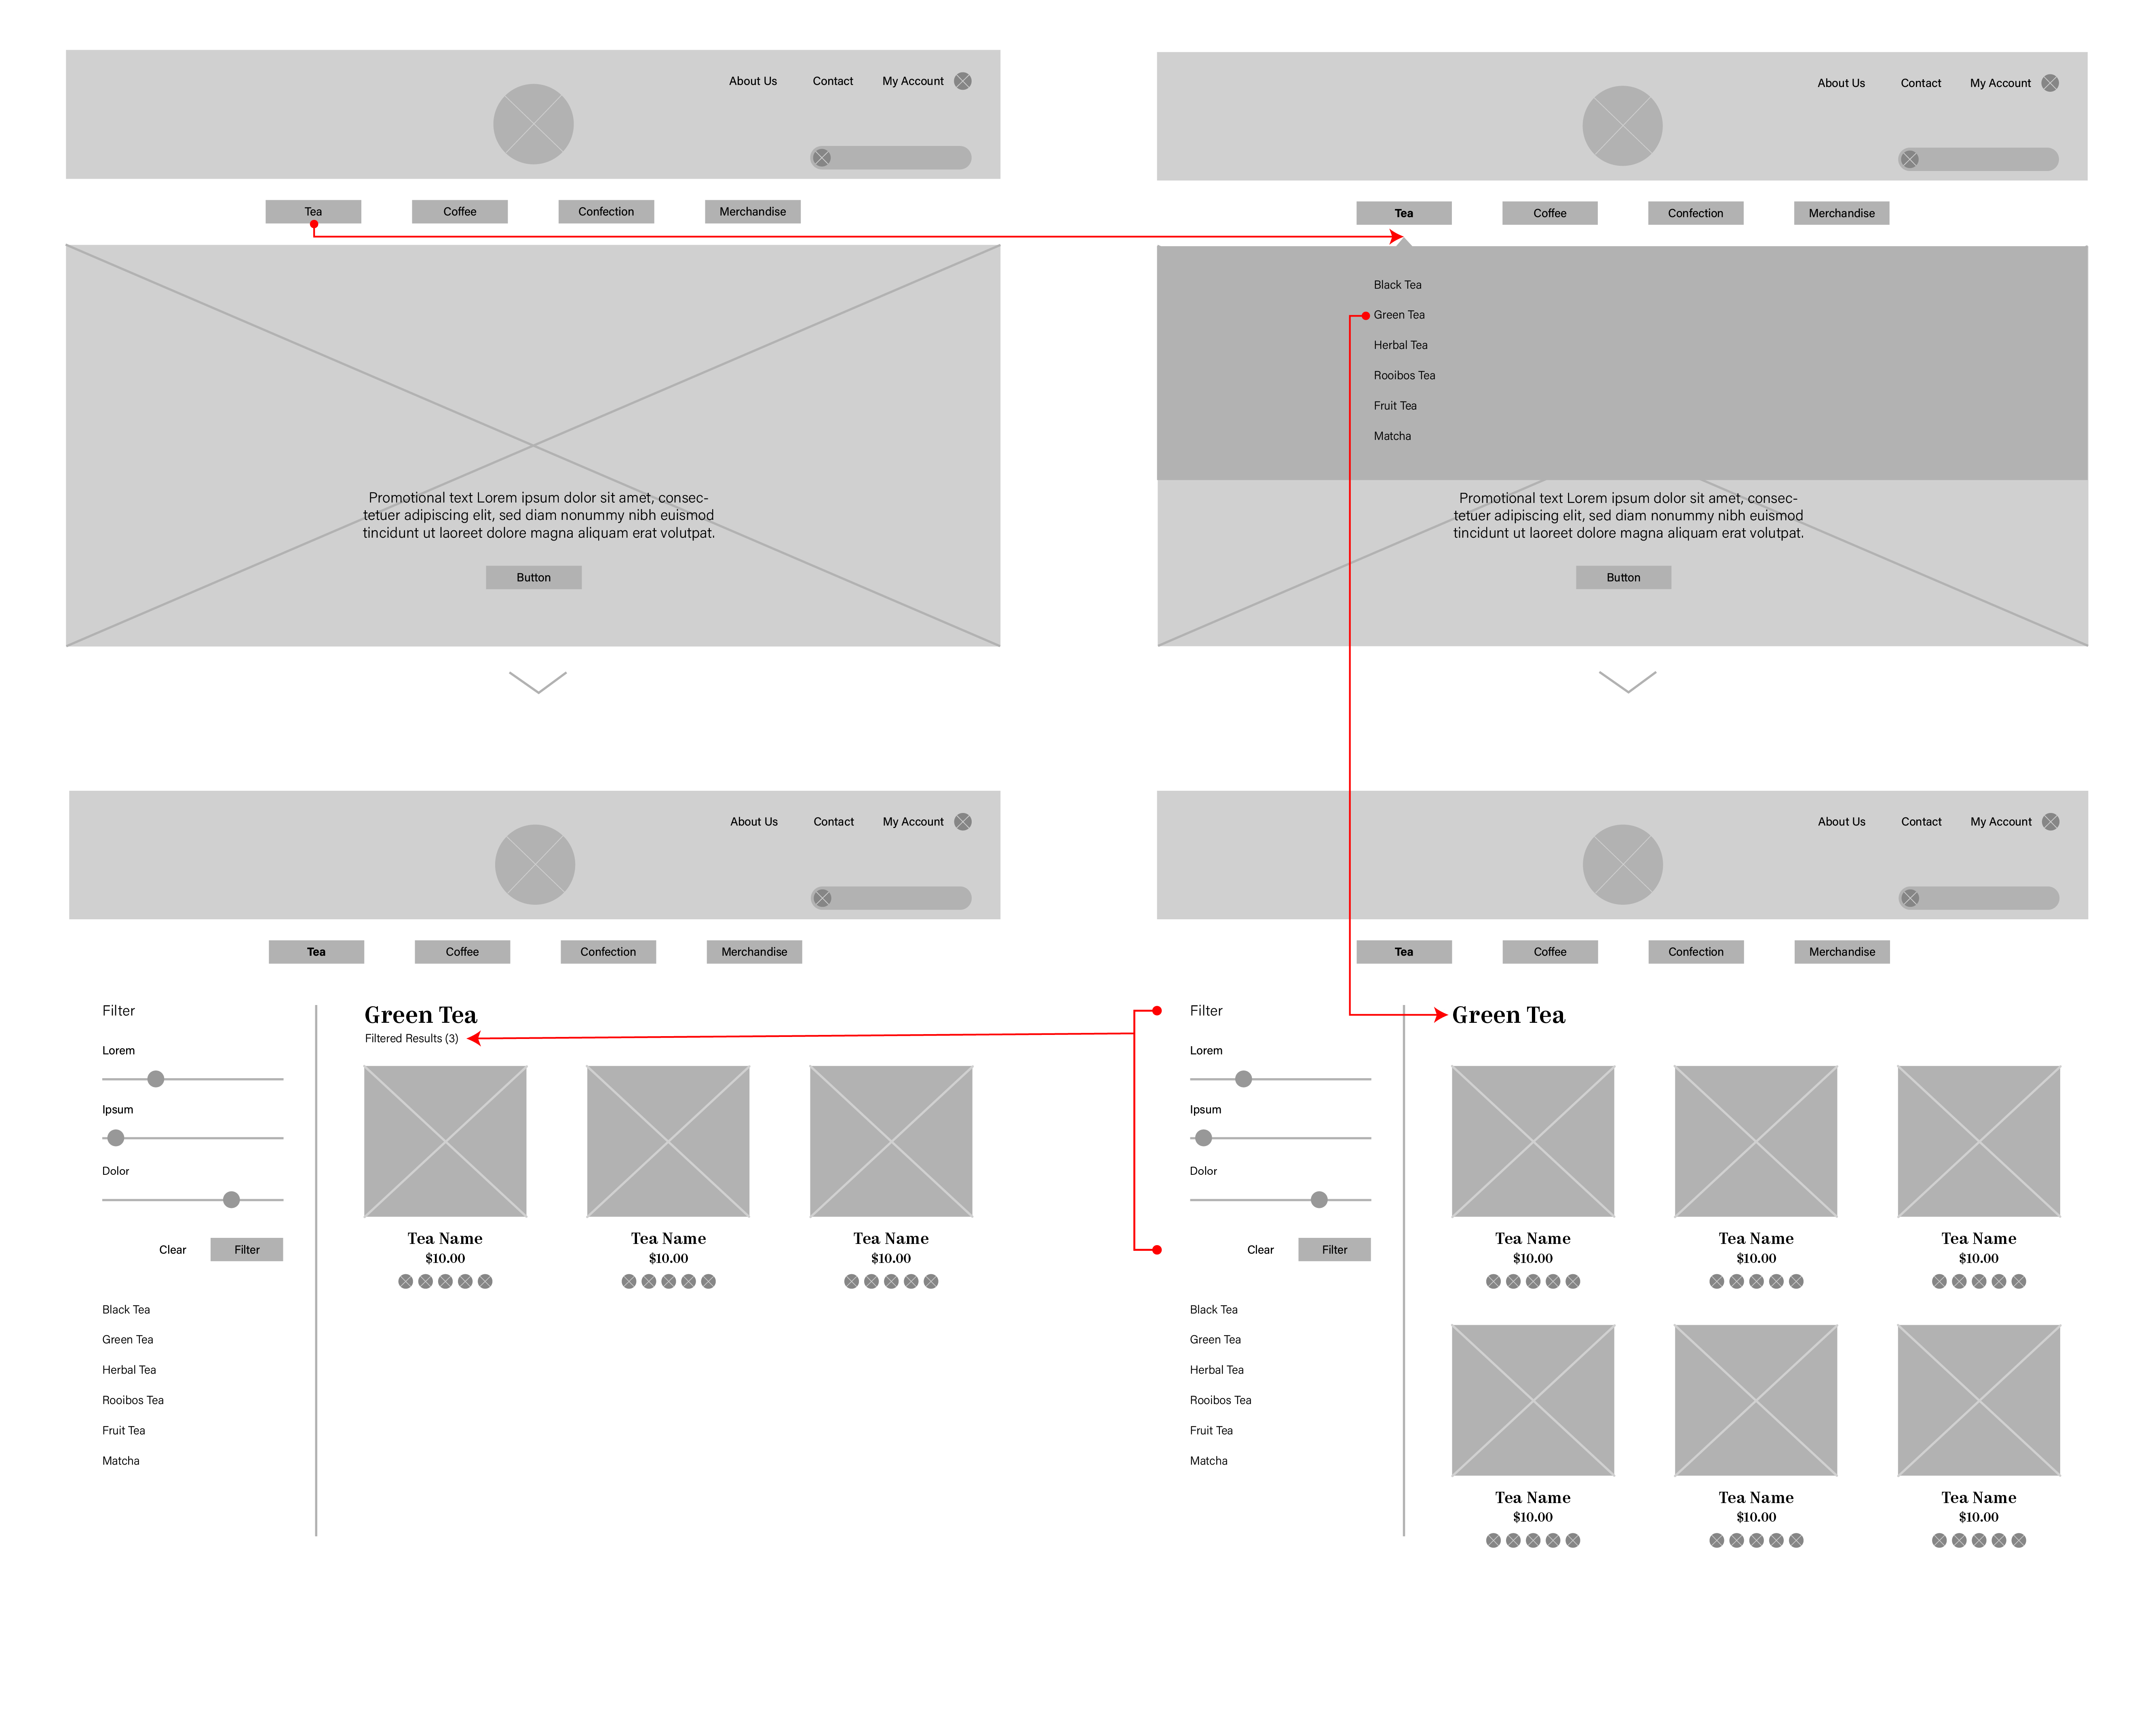 About Us
Contact
My Account
Tea
Coffee
Confection
Merchandise
Promotional text Lorem ipsum dolor sit amet, consec-
tetuer adipiscing elit, sed diam nonummy nibh euismod
tincidunt ut laoreet dolore magna aliquam erat volutpat.
Button
About Us
Contact
My Account
Tea
Coffee
Confection
Merchandise
Black Tea
Green Tea
Herbal Tea
Rooibos Tea
Fruit Tea
Matcha
Promotional text Lorem ipsum dolor sit amet, consec-
tetuer adipiscing elit, sed diam nonummy nibh euismod
tincidunt ut laoreet dolore magna aliquam erat volutpat.
Button
About Us
Contact
My Account
Tea
Coffee
Confection
Merchandise
Filter
Lorem
Ipsum
Dolor
Clear
Filter
Black Tea
Green Tea
Herbal Tea
Rooibos Tea
Fruit Tea
Matcha
Green Tea
Filtered Results (3)
Tea Name
$10.00
Tea Name
$10.00
Tea Name
$10.00
About Us
Contact
My Account
Tea
Coffee
Confection
Merchandise
Filter
Lorem
Ipsum
Dolor
Clear
Filter
Black Tea
Green Tea
Herbal Tea
Rooibos Tea
Fruit Tea
Matcha
Green Tea
Tea Name
$10.00
Tea Name
$10.00
Tea Name
$10.00
Tea Name
$10.00
Tea Name
$10.00
Tea Name
$10.00